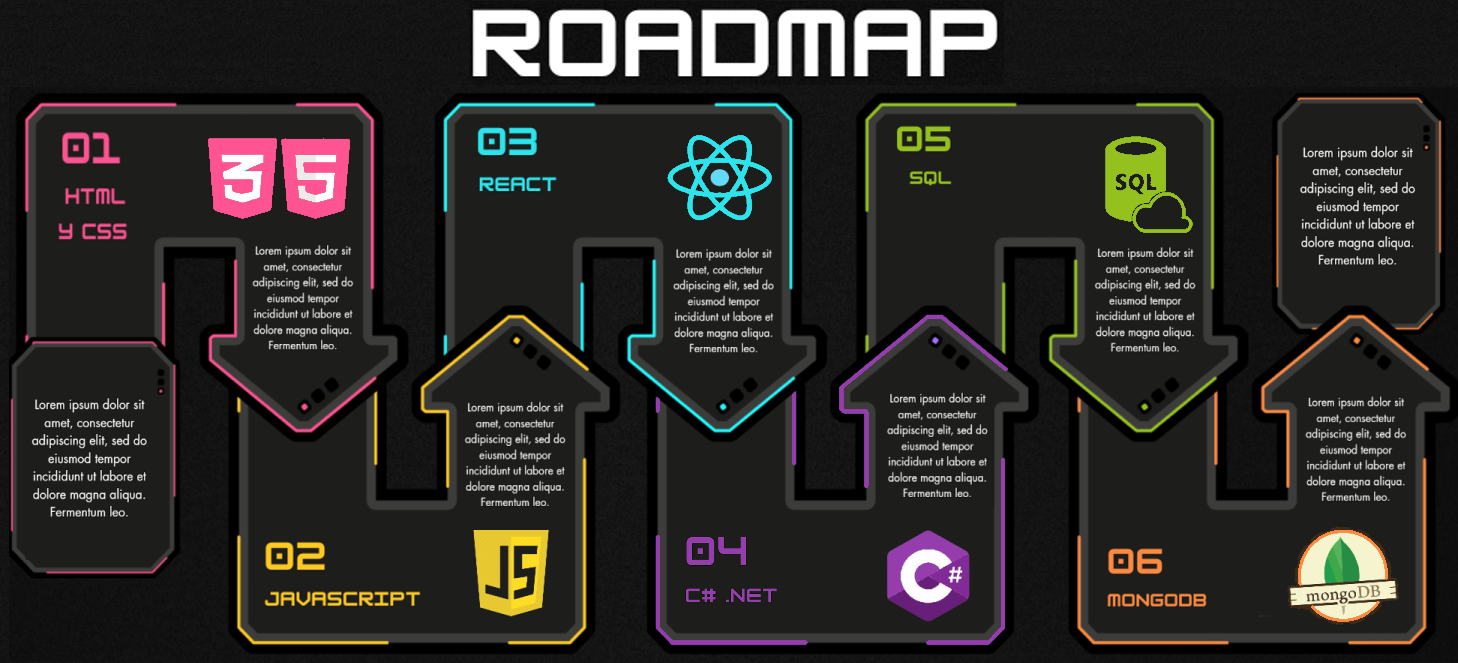 ROADMAP
01
HTML
Y CSS
3 5
Lorem ipsum dolor sit
amet, consectetur
adipiscing elit, sed do
eiusmod tempor
incididunt ut labore et
dolore magna aliqua.
Fermentum leo.
Lorem ipsum dolor sit
amet, consectetur
adipiscing elit, sed do
eiusmod tempor
incididunt ut labore et
dolore magna aliqua.
Fermentum leo.
02
JAVASCRIPT
Lorem ipsum dolor sit
amet, consectetur
adipiscing elit, sed do
eiusmod tempor
incididunt ut labore et
dolore magna aliqua.
Fermentum leo.
JS
03
REACT
Lorem ipsum dolor sit
amet, consectetur
adipiscing elit, sed do
eiusmod tempor
incididunt ut labore et
dolore magna aliqua.
Fermentum leo.
04
C# .NET
Lorem ipsum dolor sit
amet, consectetur
adipiscing elit, sed do
eiusmod tempor
incididunt ut labore et
dolore magna aliqua.
Fermentum leo.
C#
05
SQL
SQL
Lorem ipsum dolor sit
amet, consectetur
adipiscing elit, sed do
eiusmod tempor
incididunt ut labore et
dolore magna aliqua.
Fermentum leo.
06
MONGODB
Lorem ipsum dolor sit
amet, consectetur
adipiscing elit, sed do
eiusmod tempor
incididunt ut labore et
dolore magna aliqua.
Fermentum leo.
mongoDB
Lorem ipsum dolor sit
amet, consectetur
adipiscing elit, sed do
eiusmod tempor
incididunt ut labore et
dolore magna aliqua.
Fermentum leo.